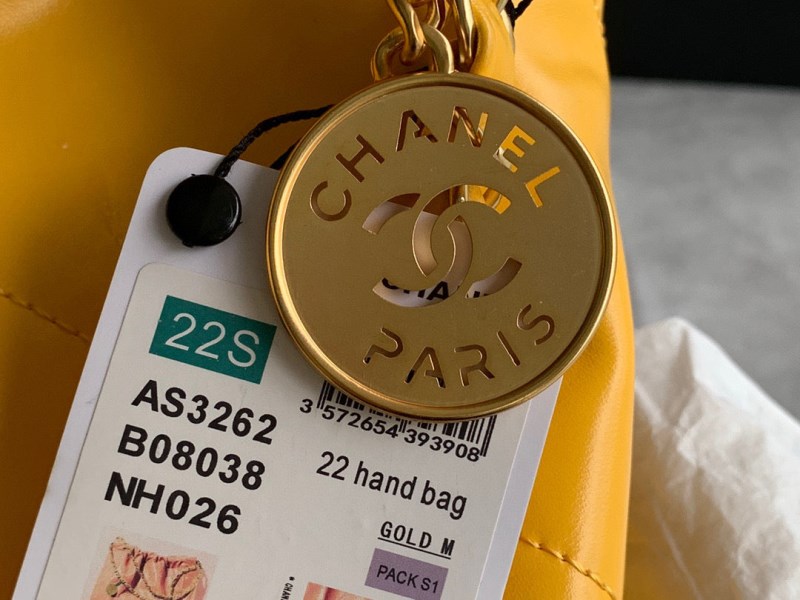 CHANEL
PARIS
22S
AS3262
B08038
NH026
3 572654 393908
22 hand bag
GOLD M
PACK S1